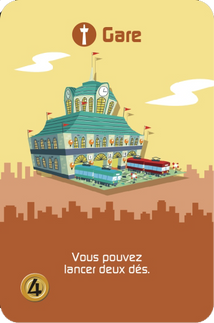 Gare
Vous pouvez
lancer deux dés.
4